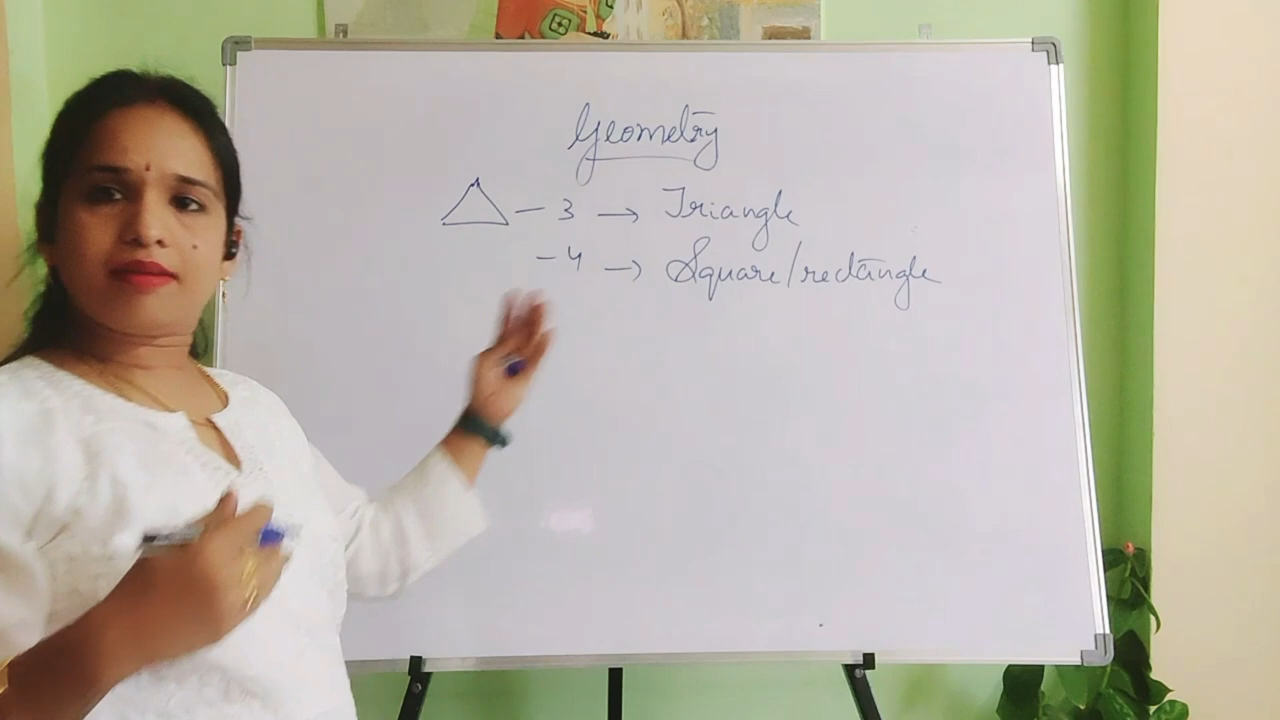 Geometry
— 3 → Triangle
– 4 → Square/rectangle